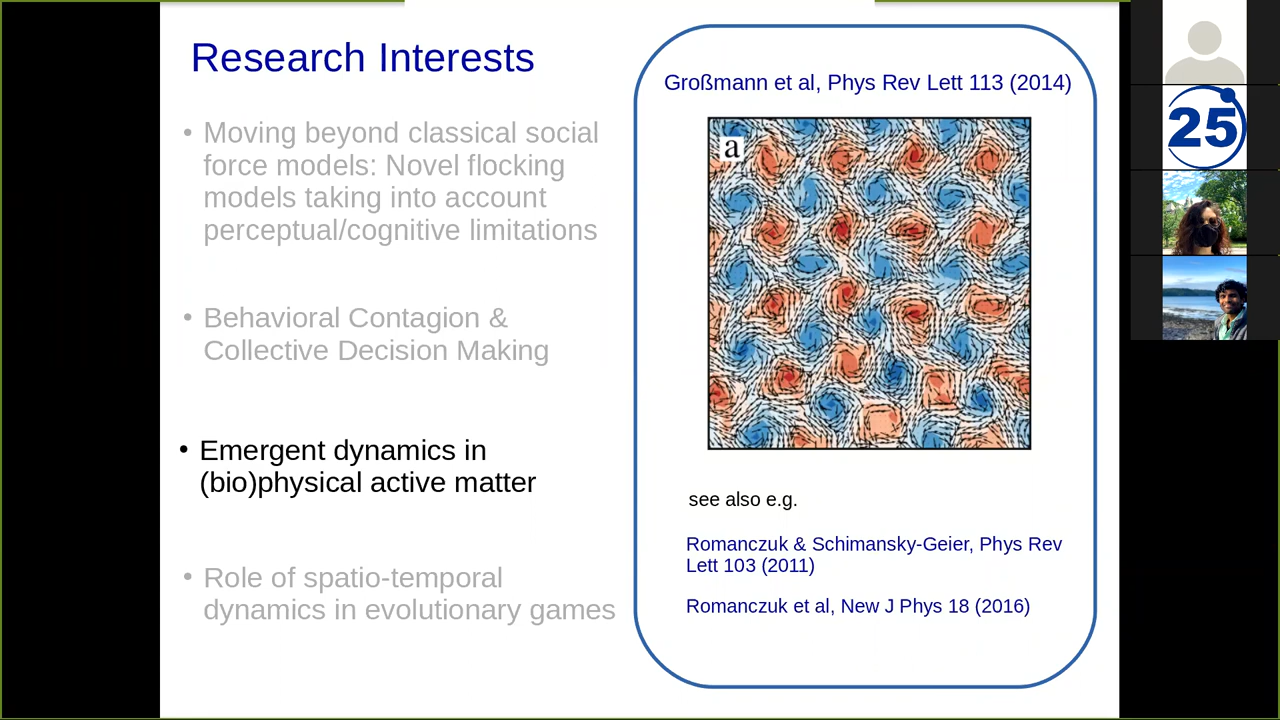 Research Interests
• Moving beyond classical social
force models: Novel flocking
models taking into account
perceptual/cognitive limitations
• Behavioral Contagion &
Collective Decision Making
• Emergent dynamics in
(bio)physical active matter
• Role of spatio-temporal
dynamics in evolutionary games
Großmann et al, Phys Rev Lett 113 (2014)
a
see also e.g.
Romanczuk & Schimansky-Geier, Phys Rev
Lett 103 (2011)
Romanczuk et al, New J Phys 18 (2016)
25